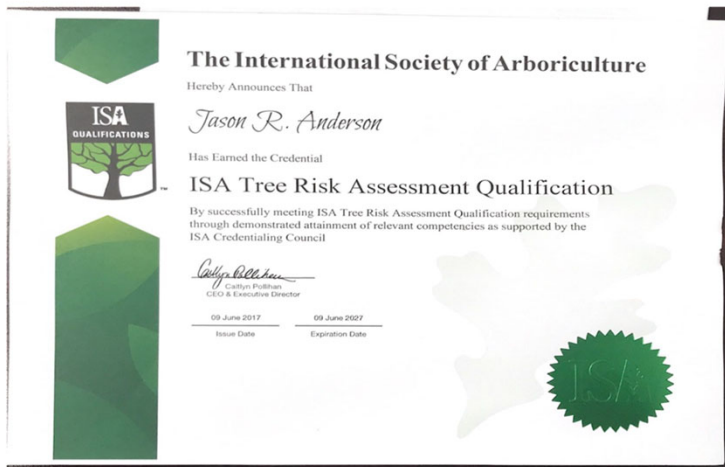 The International Society of Arboriculture
Hereby Announces That
Jason R. Anderson
Has Earned the Credential
ISA Tree Risk Assessment Qualification
By successfully meeting ISA Tree Risk Assessment Qualification requirements
through demonstrated attainment of relevant competencies as supported by the
ISA Credentialing Council
Caitlyn Pollihan
Caitlyn Pollihan
CEO & Executive Director
09 June 2017 09 June 2027
Issue Date Expiration Date
ISA
QUALIFICATIONS
™
ISA